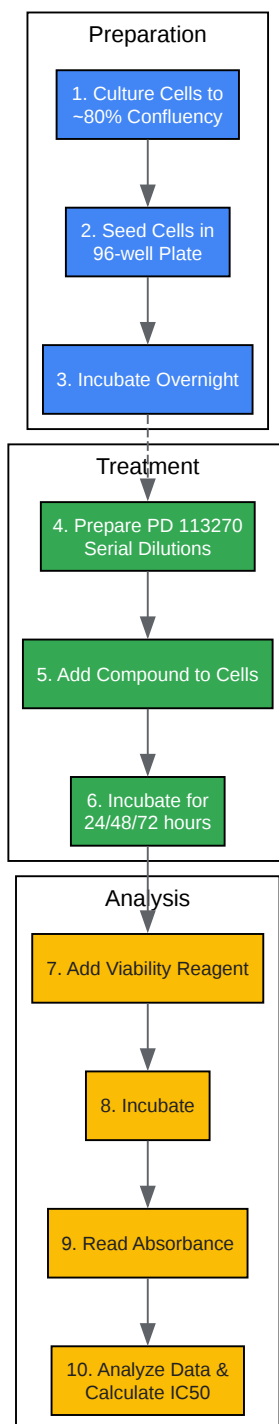 Preparation
1. Culture Cells to
~80% Confluency
2. Seed Cells in
96-well Plate
3. Incubate Overnight
Treatment
4. Prepare PD 113270
Serial Dilutions
5. Add Compound to Cells
6. Incubate for
24/48/72 hours
Analysis
7. Add Viability Reagent
8. Incubate
9. Read Absorbance
10. Analyze Data &
Calculate IC50